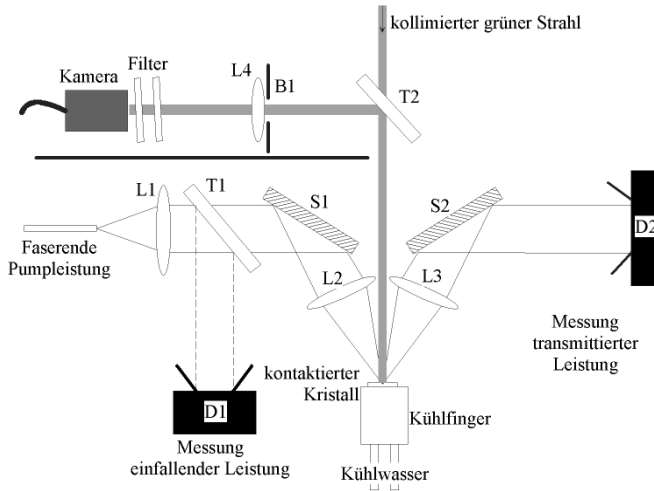 kollimierter grüner Strahl
Filter
Kamera
L4
B1
T2
L1
T1
S1
S2
D2
Faserende
Pumpleistung
L2
L3
Messung
transmittierter
Leistung
kontaktierter
Kristall
D1
Kühlfinger
Messung
einfallender Leistung
Kühlwasser